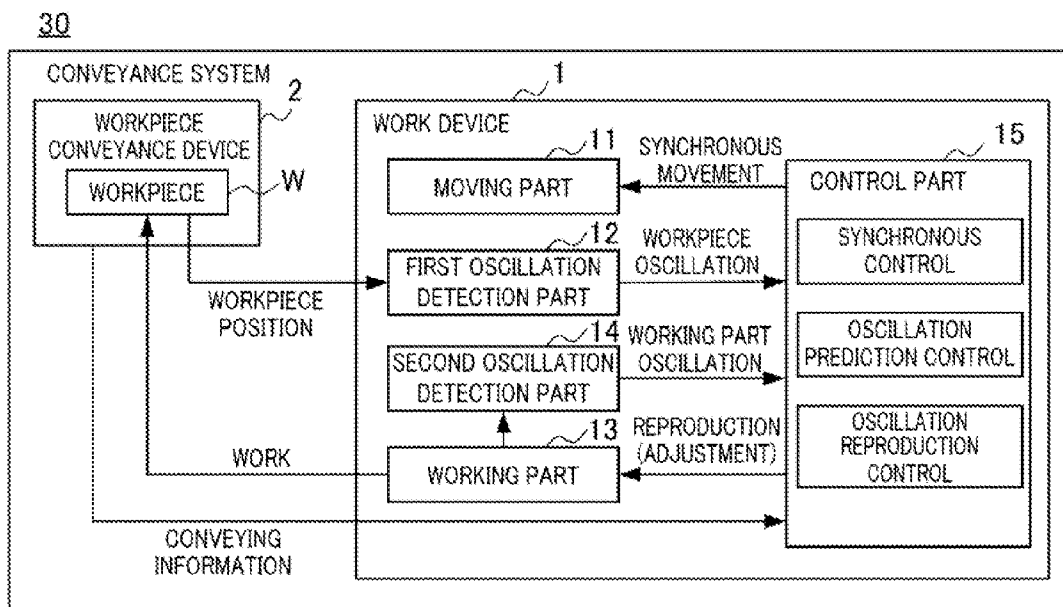 30
CONVEYANCE SYSTEM
2
WORKPIECE
CONVEYANCE DEVICE
WORKPIECE
W
WORKPIECE
POSITION
WORK
CONVEYING
INFORMATION
1
WORK DEVICE
11
MOVING PART
SYNCHRONOUS
MOVEMENT
12
FIRST OSCILLATION
DETECTION PART
WORKPIECE
OSCILLATION
14
SECOND OSCILLATION
DETECTION PART
WORKING PART
OSCILLATION
13
WORKING PART
REPRODUCTION
(ADJUSTMENT)
15
CONTROL PART
SYNCHRONOUS
CONTROL
OSCILLATION
PREDICTION CONTROL
OSCILLATION
REPRODUCTION
CONTROL